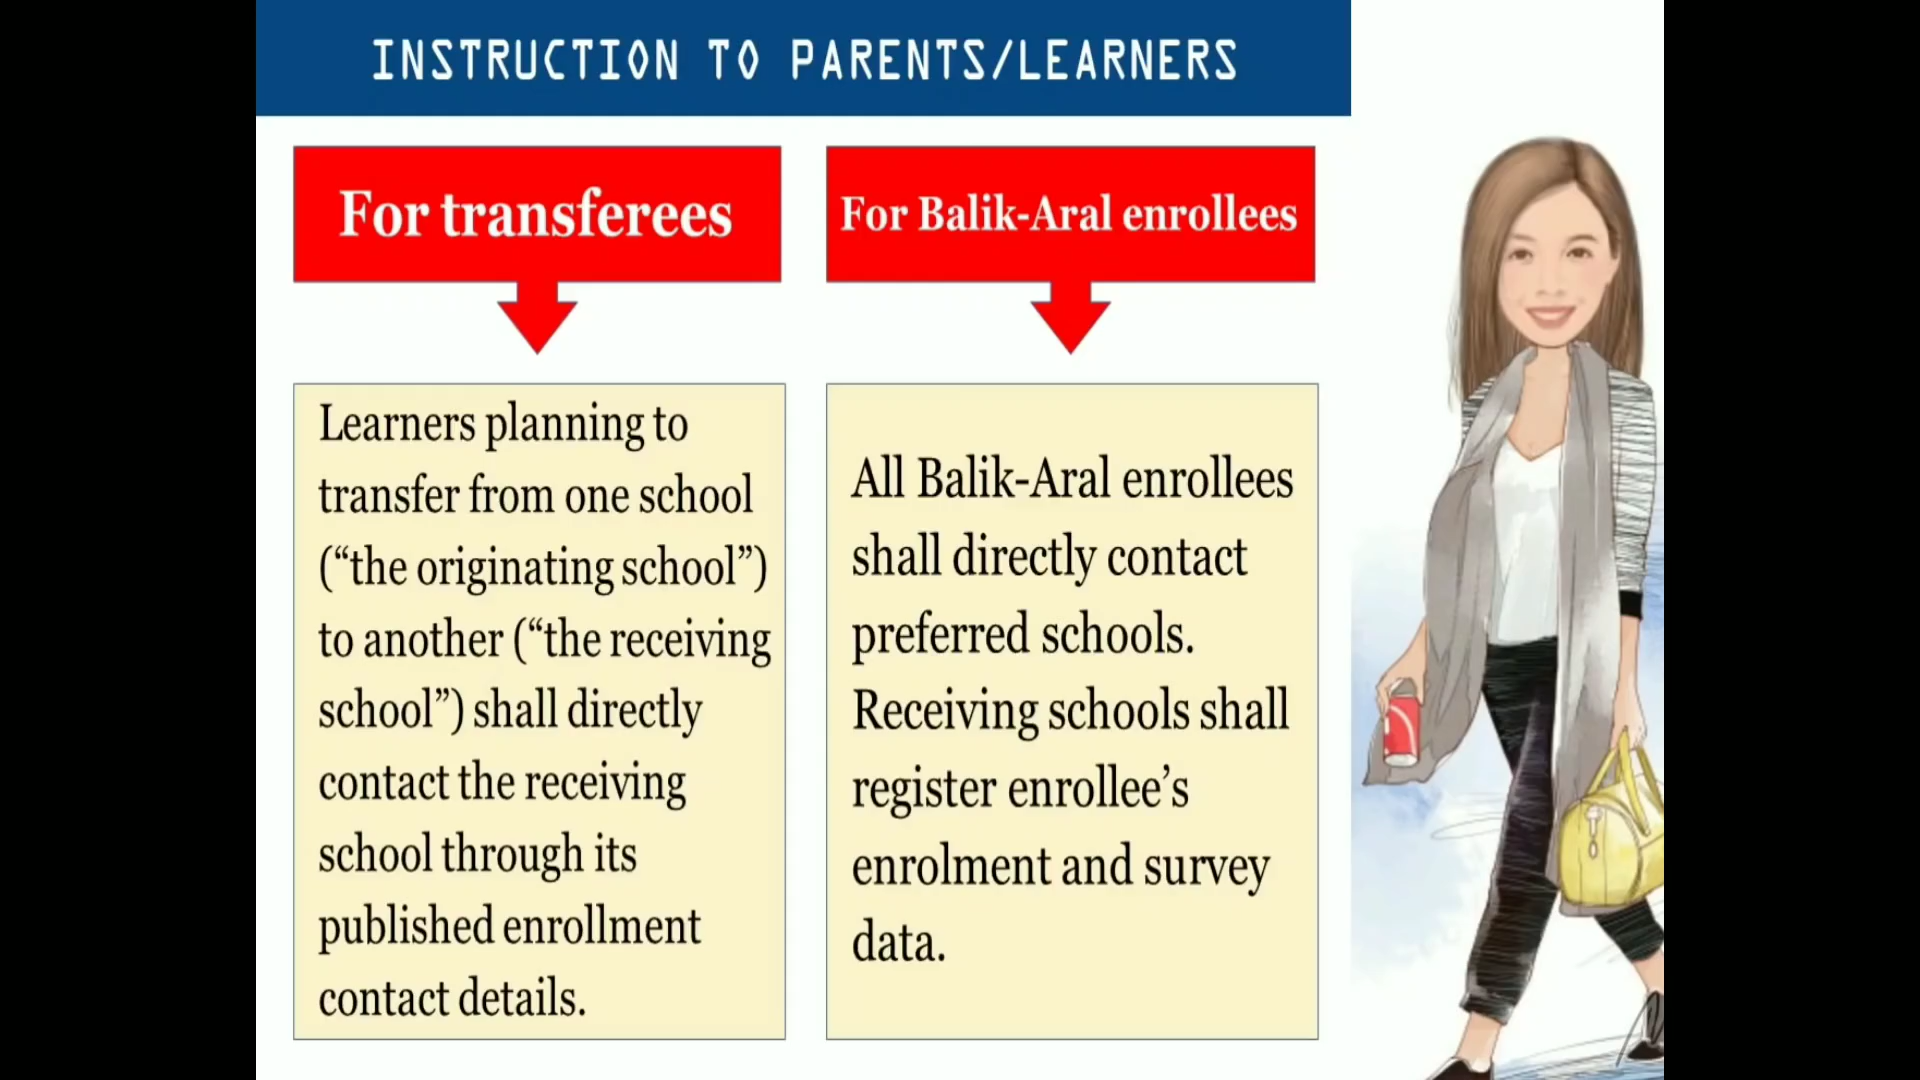 INSTRUCTION TO PARENTS/LEARNERS
For transferees
Learners planning to
transfer from one school
(“the originating school”)
to another (“the receiving
school”) shall directly
contact the receiving
school through its
published enrollment
contact details.
For Balik-Aral enrollees
All Balik-Aral enrollees
shall directly contact
preferred schools.
Receiving schools shall
register enrollee’s
enrolment and survey
data.